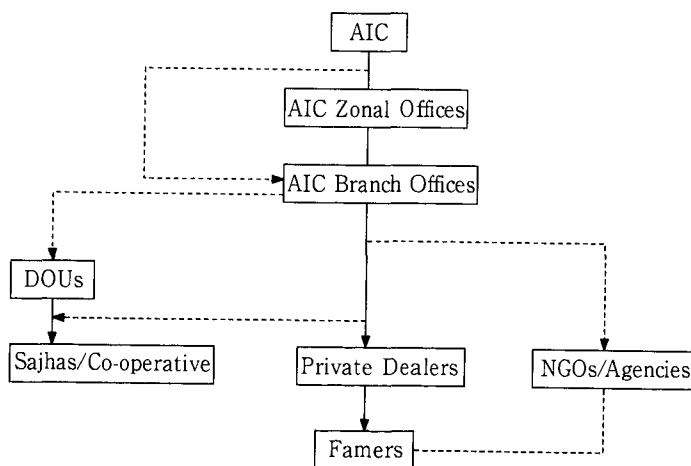 AIC
AIC Zonal Offices
AIC Branch Offices
DOUs
Sajhas/Co-operative
Private Dealers
NGOs/Agencies
Famers